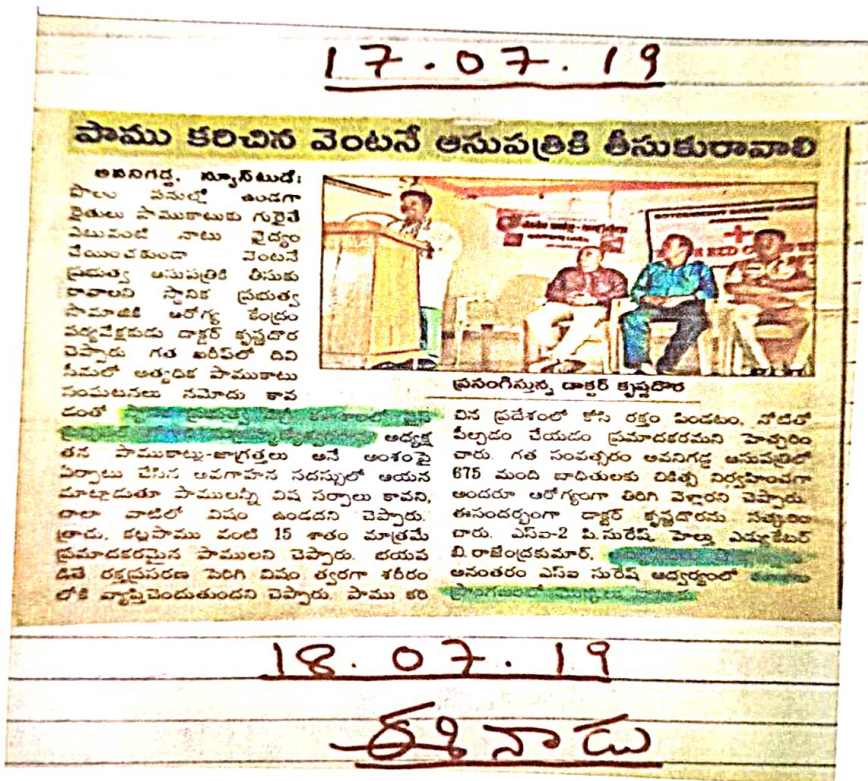 17.07.19
పాము కరిచిన వెంటనే ఆసుపత్రికి తీసుకురావాలి
అవనిగడ్డ, న్యూస్‌టుడే:
పొలం పనుల్లో ఉండగా
రైతులు పాముకాటుకు గురైతే
ఎటువంటి నాటు వైద్యం
చేయించకుండా వెంటనే
ప్రభుత్వ ఆసుపత్రికి తీసుకు
రావాలని స్థానిక ప్రభుత్వ
సామాజిక ఆరోగ్య కేంద్రం
పర్యవేక్షకుడు డాక్టర్ కృష్ణదొర
చెప్పారు. గత ఖరీఫ్‌లో దివి
సీమలో అత్యధిక పాముకాటు
సంఘటనలు నమోదు కావ
డంతో
అధ్యక్ష
తన పాముకాట్లు-జాగ్రత్తలు అనే అంశంపై
ఏర్పాటు చేసిన అవగాహన సదస్సులో ఆయన
మాట్లాడుతూ పాములన్నీ విష సర్పాలు కావని,
చాలా వాటిలో విషం ఉండదని చెప్పారు.
త్రాచు, కట్లపాము వంటి 15 శాతం మాత్రమే
ప్రమాదకరమైన పాములని చెప్పారు. భయప
డితే రక్తప్రసరణ పెరిగి విషం త్వరగా శరీరం
లోకి వ్యాప్తిచెందుతుందని చెప్పారు. పాము కరి
ప్రసంగిస్తున్న డాక్టర్ కృష్ణదొర
చిన ప్రదేశంలో కోసి రక్తం పిండటం, నోటితో
పీల్చడం చేయడం ప్రమాదకరమని హెచ్చరిం
చారు. గత సంవత్సరం అవనిగడ్డ ఆసుపత్రిలో
675 మంది బాధితులకు చికిత్స నిర్వహించగా
అందరూ ఆరోగ్యంగా తిరిగి వెళ్లారని చెప్పారు.
ఈసందర్భంగా డాక్టర్ కృష్ణదొరను సత్కరిం
చారు. ఎస్ఐ-2 పి.సురేష్, హెల్త్ ఎడ్యుకేటర్
బి.రాజేంద్రకుమార్,
అనంతరం ఎస్ఐ సురేష్ ఆధ్వర్యంలో
18.07.19
ఈనాడు